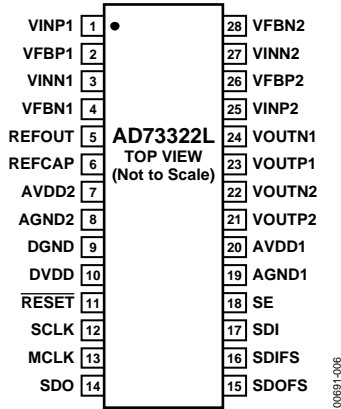 VINP1 1 28 VFBN2
VFBP1 2 27 VINN2
VINN1 3 26 VFBP2
VFBN1 4 25 VINP2
REFOUT 5 AD73322L 24 VOUTN1
REFCAP 6 TOP VIEW 23 VOUTP1
(Not to Scale)
AVDD2 7 22 VOUTN2
AGND2 8 21 VOUTP2
DGND 9 20 AVDD1
DVDD 10 19 AGND1
RESET 11 18 SE
SCLK 12 17 SDI
MCLK 13 16 SDIFS
SDO 14 15 SDOFS
00691-006